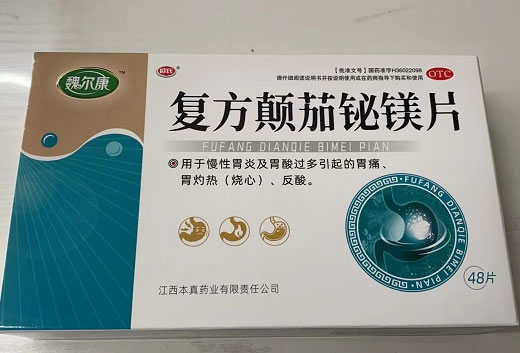 魏尔康™
【批准文号】国药准字H36022098
请仔细阅读说明书并按说明使用或在药师指导下购买和使用
OTC
复方颠茄铋镁片
FUFANG DIANQIE BIMEI PIAN
用于慢性胃炎及胃酸过多引起的胃痛、
胃灼热（烧心）、反酸。
FUFANG DIANQIE BIMEI PIAN
江西本真药业有限责任公司
48片